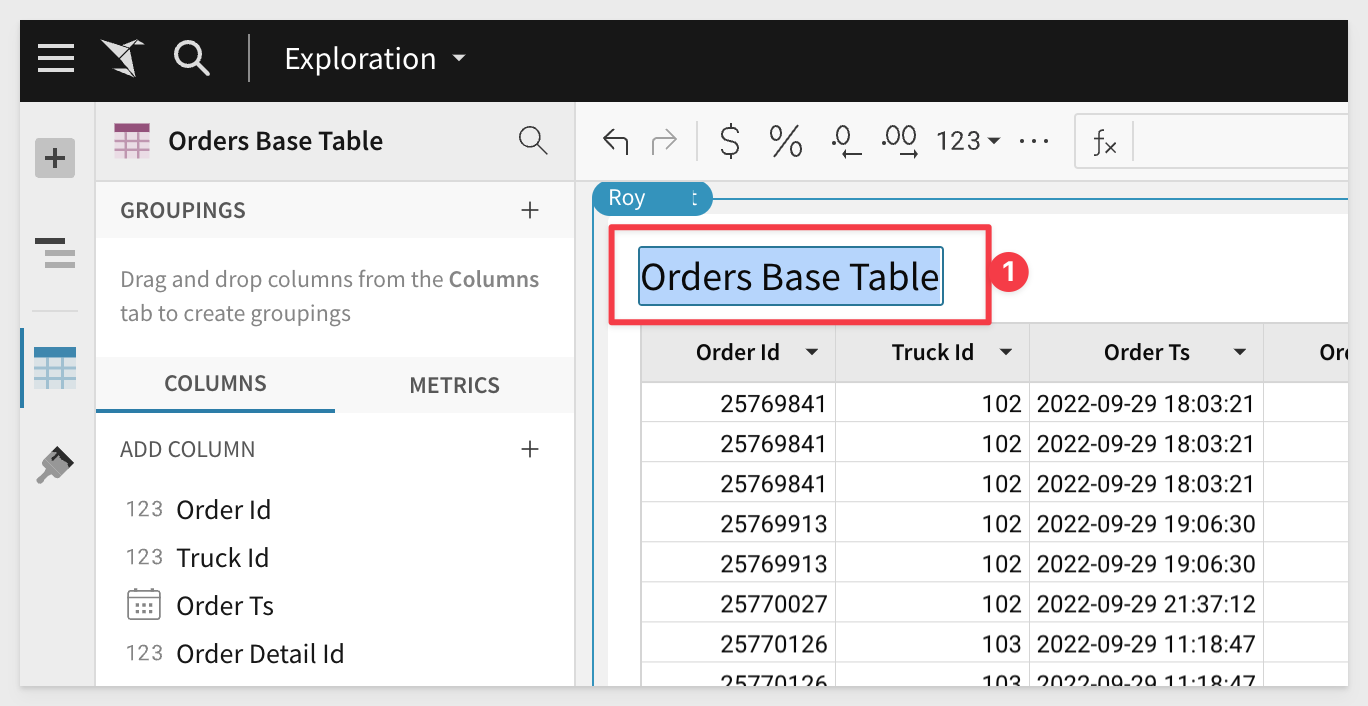 Exploration
Orders Base Table
$ % .0 .00 123 ... fx
GROUPINGS +
Drag and drop columns from the Columns
tab to create groupings
COLUMNS METRICS
ADD COLUMN +
123 Order Id
123 Truck Id
Order Ts
123 Order Detail Id
Roy t
Orders Base Table
1
Order Id Truck Id Order Ts
25769841 102 2022-09-29 18:03:21
25769841 102 2022-09-29 18:03:21
25769841 102 2022-09-29 18:03:21
25769913 102 2022-09-29 19:06:30
25769913 102 2022-09-29 19:06:30
25770027 102 2022-09-29 21:37:12
25770126 103 2022-09-29 11:18:47
25770126 103 2022-09-29 11:18:47